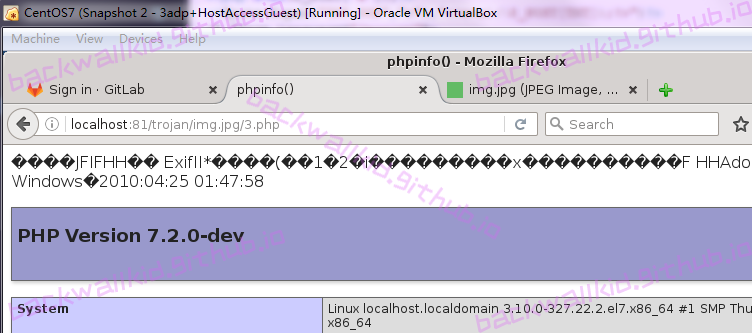 CentOS7 (Snapshot 2 - 3adp+HostAccessGuest) [Running] - Oracle VM VirtualBox
Machine View Devices Help
phpinfo() - Mozilla Firefox
Sign in · GitLab phpinfo() img.jpg (JPEG Image, ...
localhost:81/trojan/img.jpg/3.php Search
����JFIFHH�� ExifII*����(��1�2�i���������x����������F HHAdo
Windows�2010:04:25 01:47:58
PHP Version 7.2.0-dev
System Linux localhost.localdomain 3.10.0-327.22.2.el7.x86_64 #1 SMP Thu
x86_64
backwallkid.github.io
backwallkid.github.io
backwallkid.github.io
backwallkid.github.io